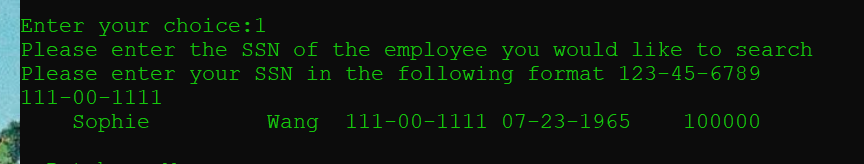 Enter your choice:1
Please enter the SSN of the employee you would like to search
Please enter your SSN in the following format 123-45-6789
111-00-1111
Sophie Wang 111-00-1111 07-23-1965 100000